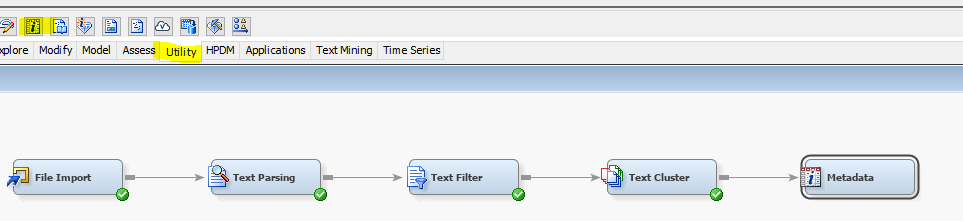 xplore Modify Model Assess Utility HPDM Applications Text Mining Time Series
File Import Text Parsing Text Filter Text Cluster Metadata